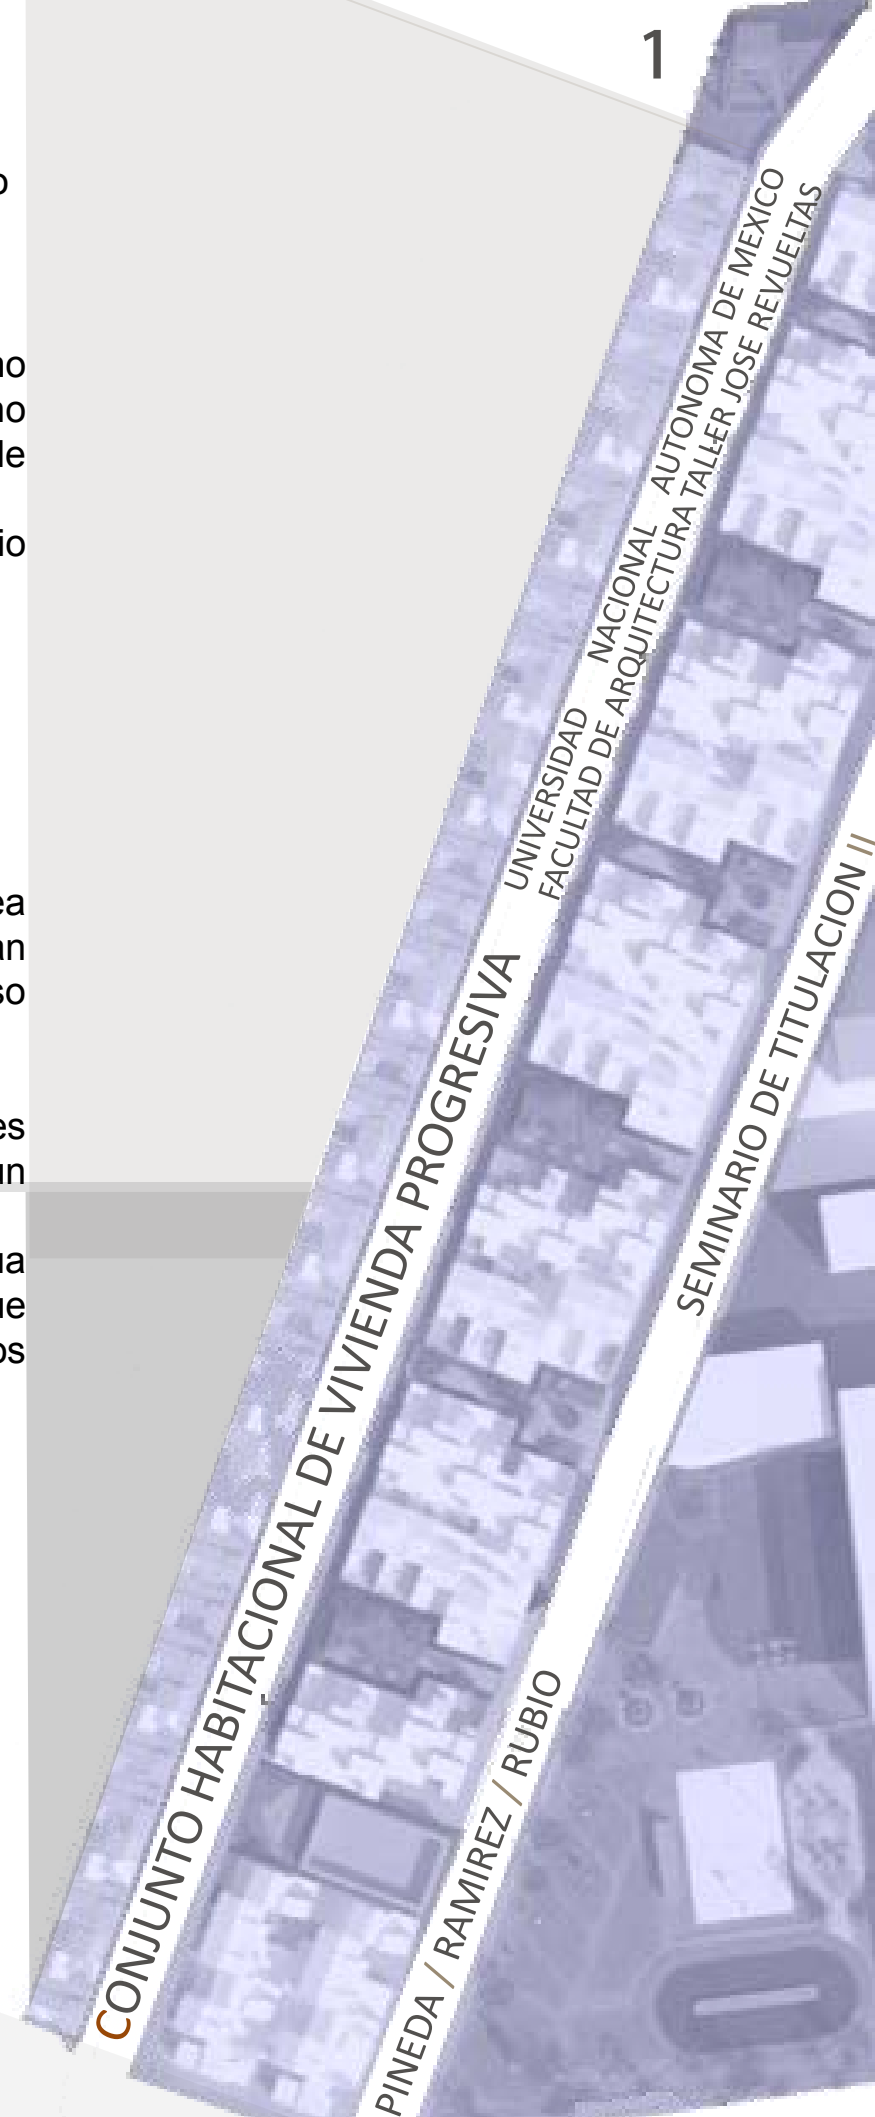 1
UNIVERSIDAD NACIONAL AUTONOMA DE MEXICO
FACULTAD DE ARQUITECTURA TALLER JOSE REVUELTAS
CONJUNTO HABITACIONAL DE VIVIENDA PROGRESIVA
SEMINARIO DE TITULACION II
PINEDA / RAMIREZ / RUBIO